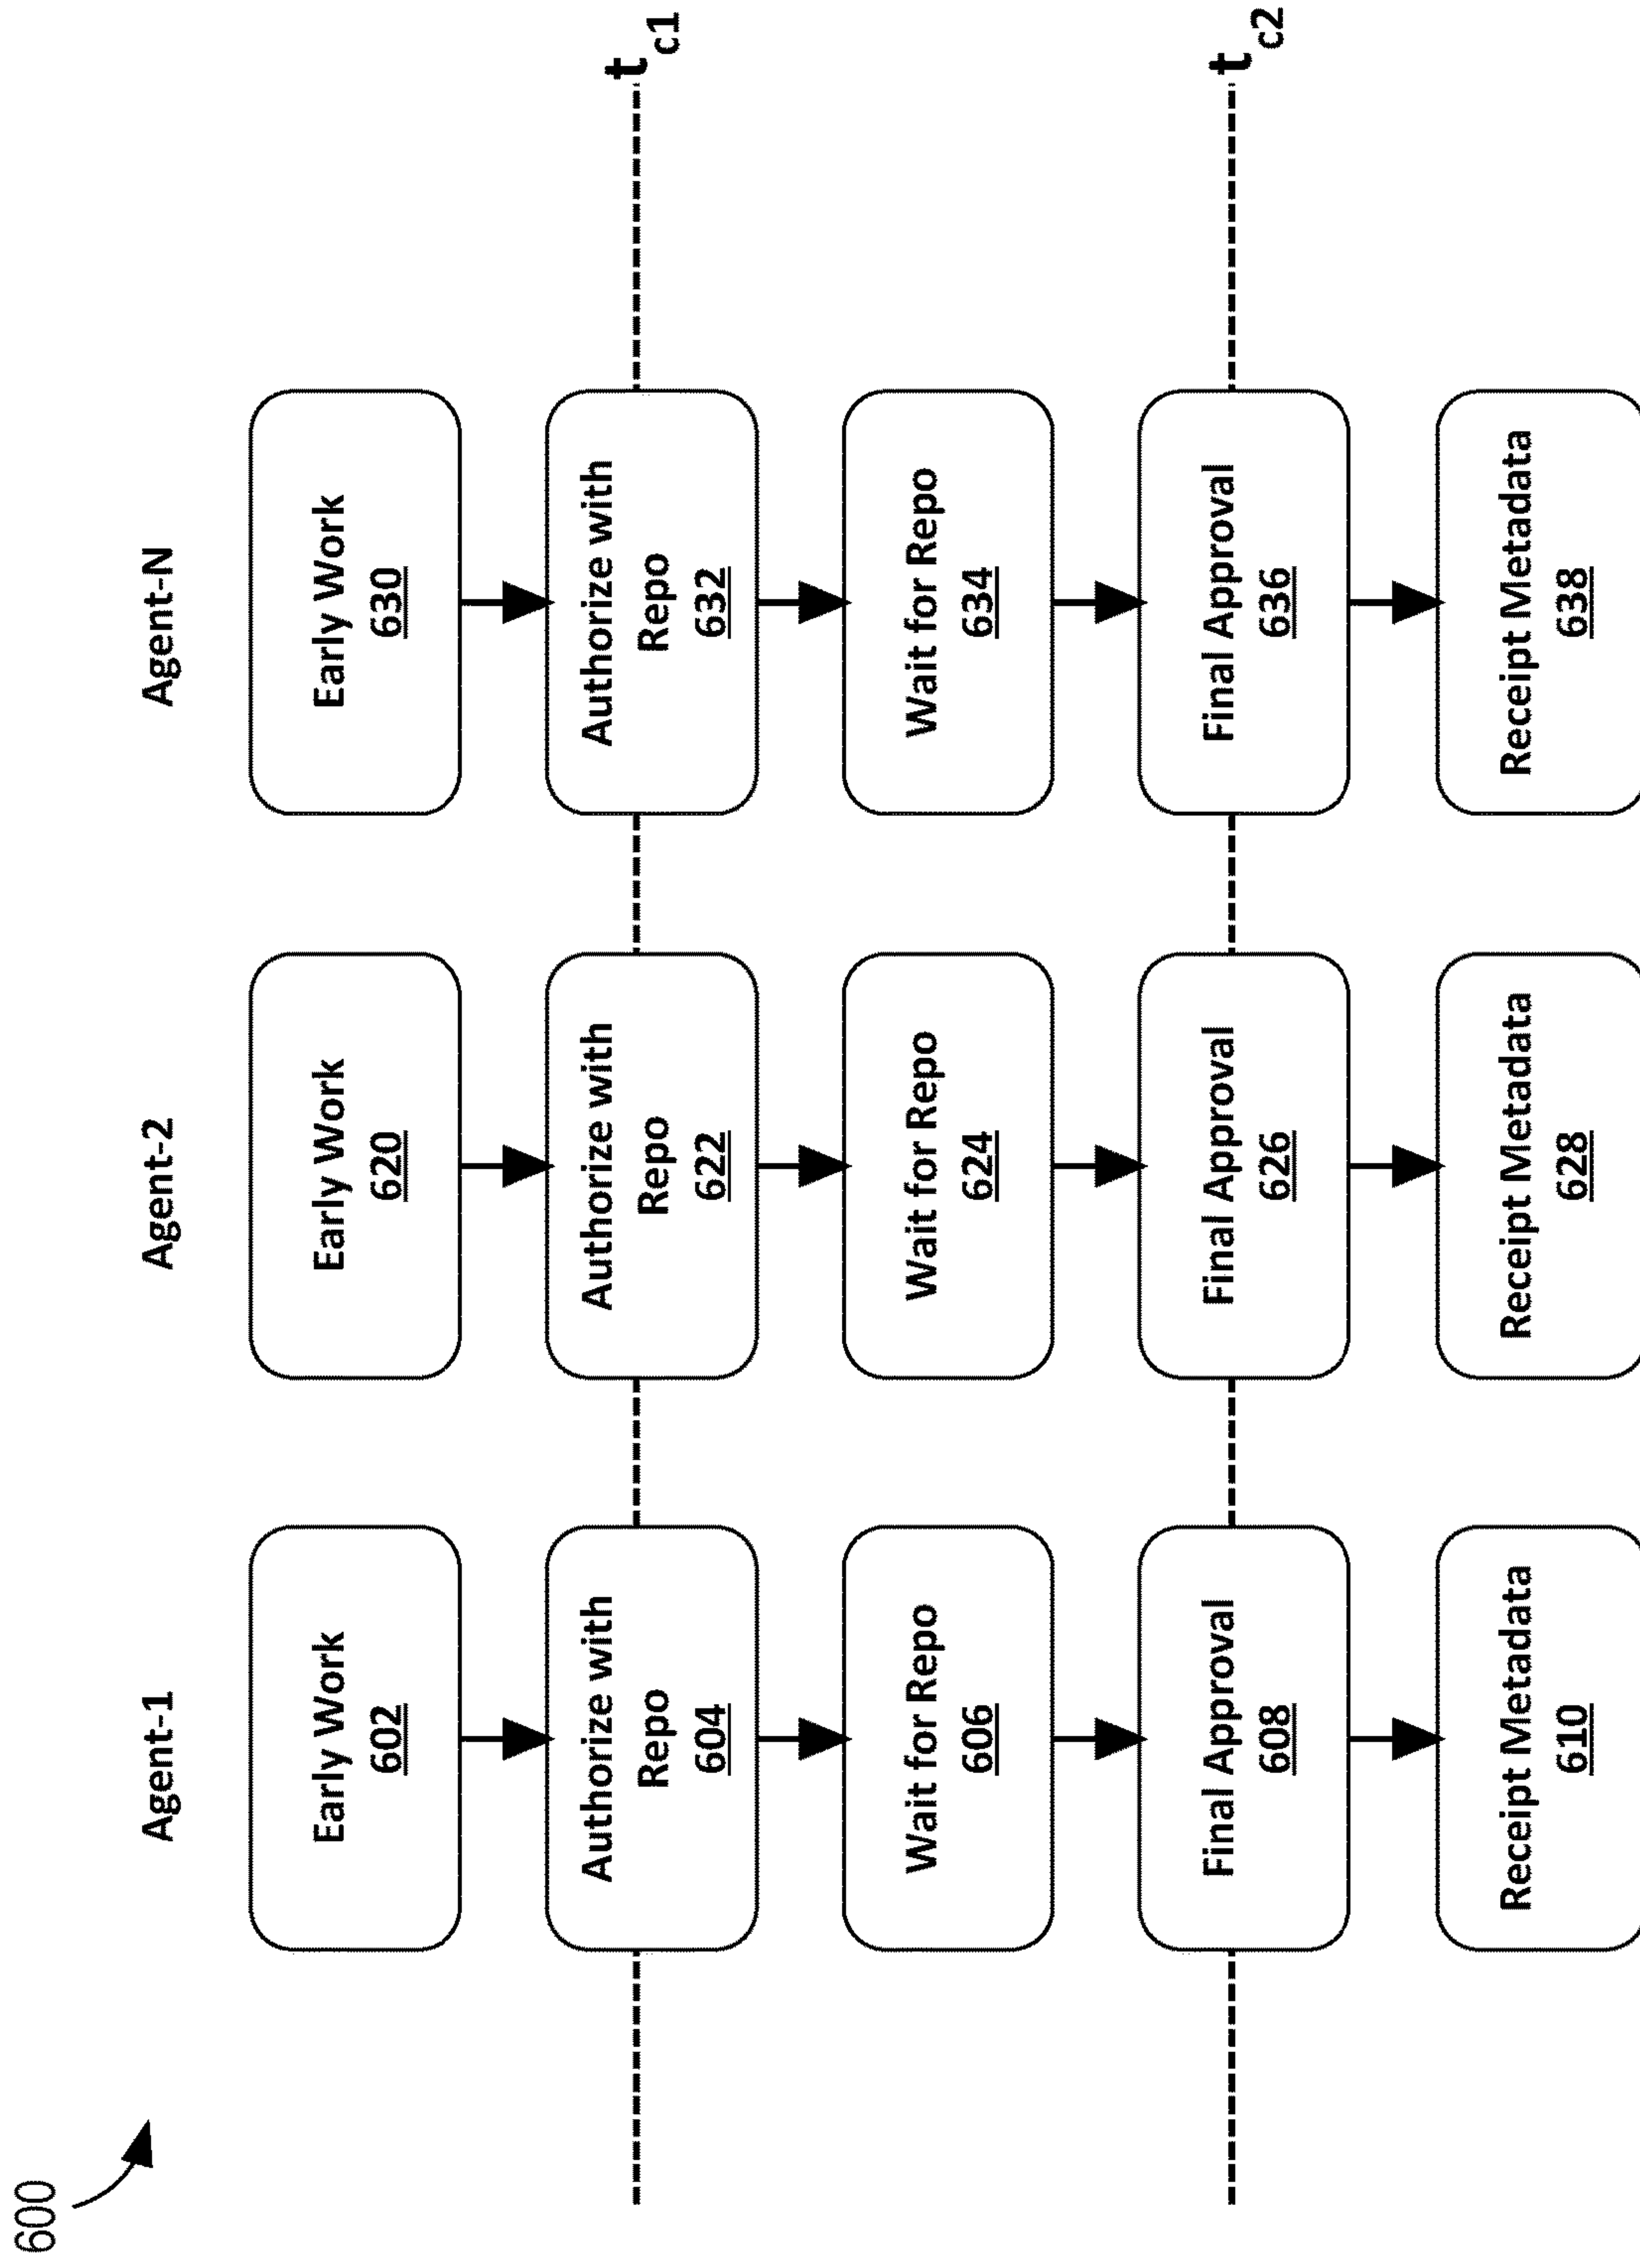 600
Agent-1
Early Work
602
Authorize with
Repo
604
Wait for Repo
606
Final Approval
608
Receipt Metadata
610
Agent-2
Early Work
620
Authorize with
Repo
622
Wait for Repo
624
Final Approval
626
Receipt Metadata
628
Agent-N
Early Work
630
Authorize with
Repo
632
Wait for Repo
634
Final Approval
636
Receipt Metadata
638
t c1
t c2